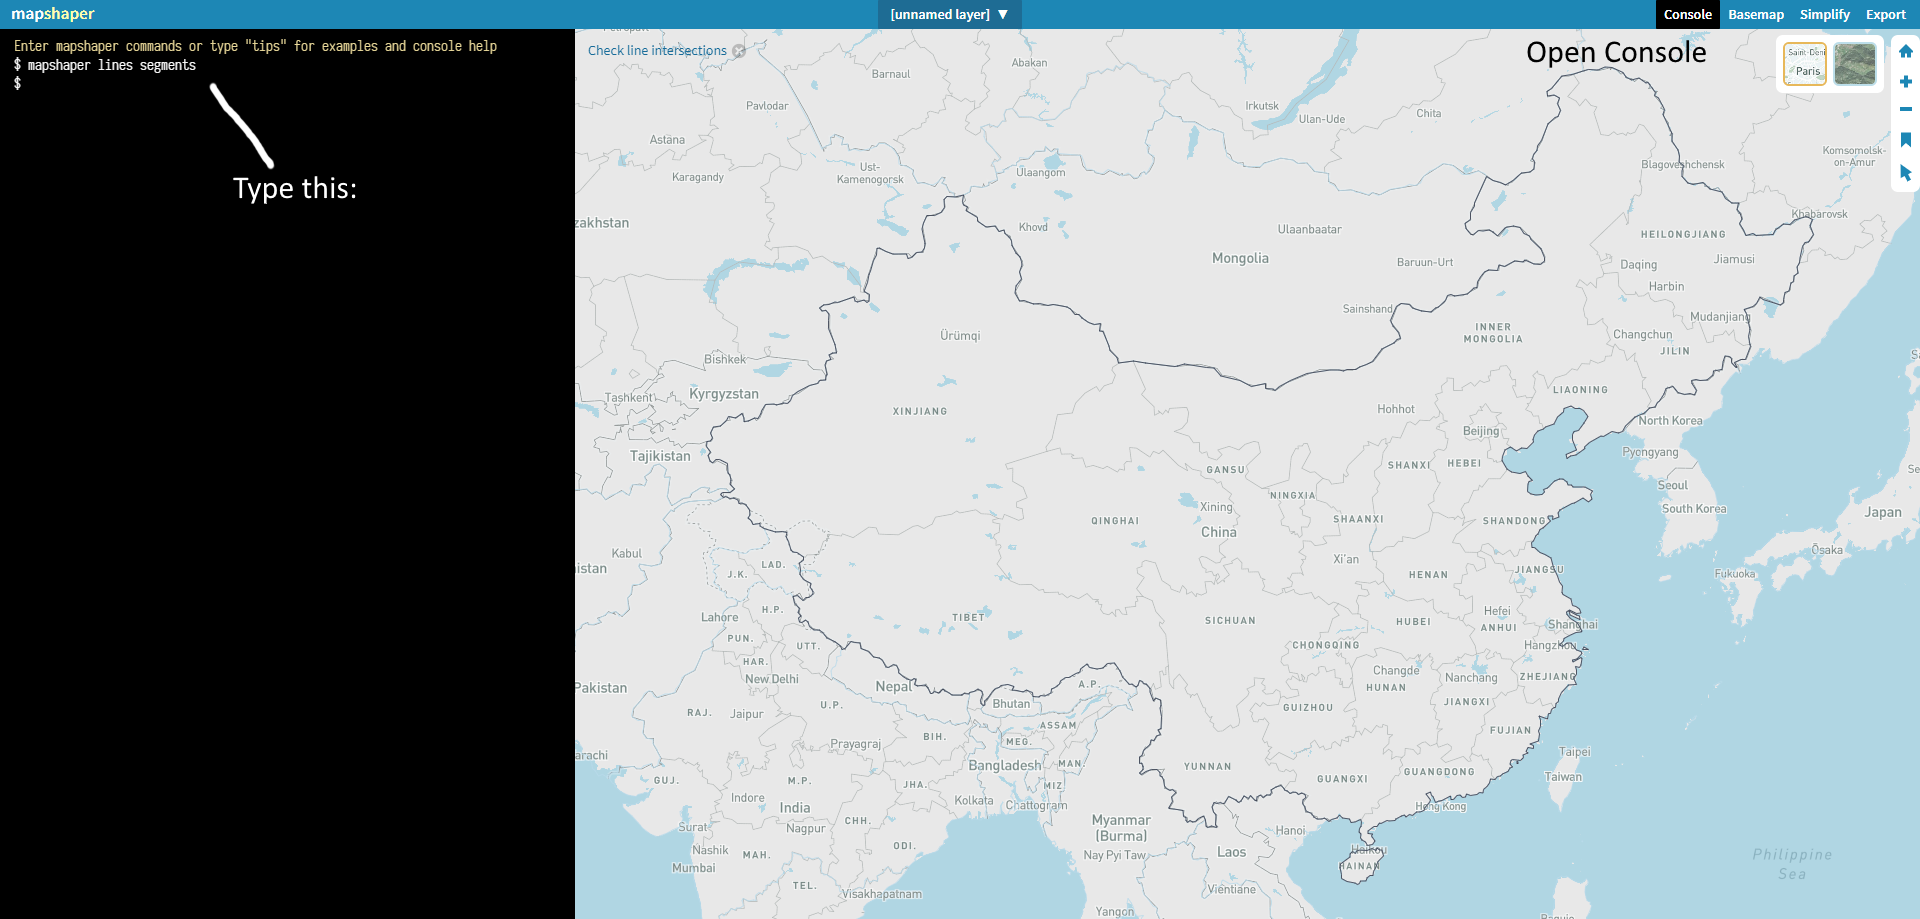 mapshaper
[unnamed layer] ▼
Console
Basemap
Simplify
Export
Enter mapshaper commands or type "tips" for examples and console help
$ mapshaper lines segments
$
Type this:
Check line intersections
Open Console
Saint-Deni
Paris
Petropavl
Barnaul
Abakan
Pavlodar
Irkutsk
Ulan-Ude
Chita
Astana
Blagoveshchensk
Komsomolsk-
on-Amur
Karagandy
Ust-
Kamenogorsk
Ulaangom
Khabarovsk
zakhstan
Khovd
Ulaanbaatar
HEILONGJIANG
Mongolia
Baruun-Urt
Daqing
Jiamusi
Harbin
Sainshand
Mudanjiang
Ürümqi
INNER
MONGOLIA
Changchun
JILIN
Bishkek
Kyrgyzstan
LIAONING
Tashkent
XINJIANG
Hohhot
North Korea
Beijing
Tajikistan
Pyongyang
GANSU
SHANXI
HEBEI
Seoul
NINGXIA
Xining
South Korea
QINGHAI
SHAANXI
SHANDONG
Japan
China
Kabul
Xi'an
Ōsaka
istan
LAD.
J.K.
HENAN
JIANGSU
Fukuoka
H.P.
Lahore
TIBET
SICHUAN
HUBEI
Hefei
ANHUI
Shanghai
PUN.
UTT.
CHONGQING
Hangzhou
HAR.
New Delhi
Changde
Nanchang
ZHEJIANG
Pakistan
Nepal
A.P.
HUNAN
Bhutan
JIANGXI
RAJ.
Jaipur
U.P.
GUIZHOU
ASSAM
FUJIAN
Prayagraj
BIH.
MEG.
Taipei
arachi
Bangladesh
MAN.
YUNNAN
GUANGXI
GUANGDONG
Taiwan
GUJ.
M.P.
JHA.
MIZ
Indore
India
Kolkata
Chattogram
Hong Kong
Surat
Nagpur
CHH.
Myanmar
(Burma)
Hanoi
Nashik
MAH.
ODI.
Nay Pyi Taw
Laos
Haikou
HAINAN
Mumbai
Philippine
Sea
TEL.
Visakhapatnam
Vientiane
Yangon
Baguio